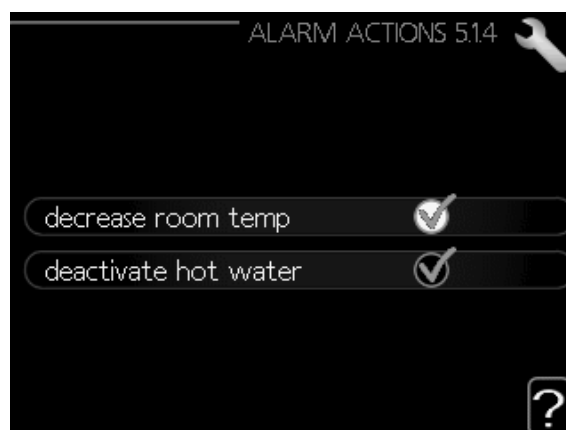 ALARM ACTIONS 5.1.4
decrease room temp
deactivate hot water
?